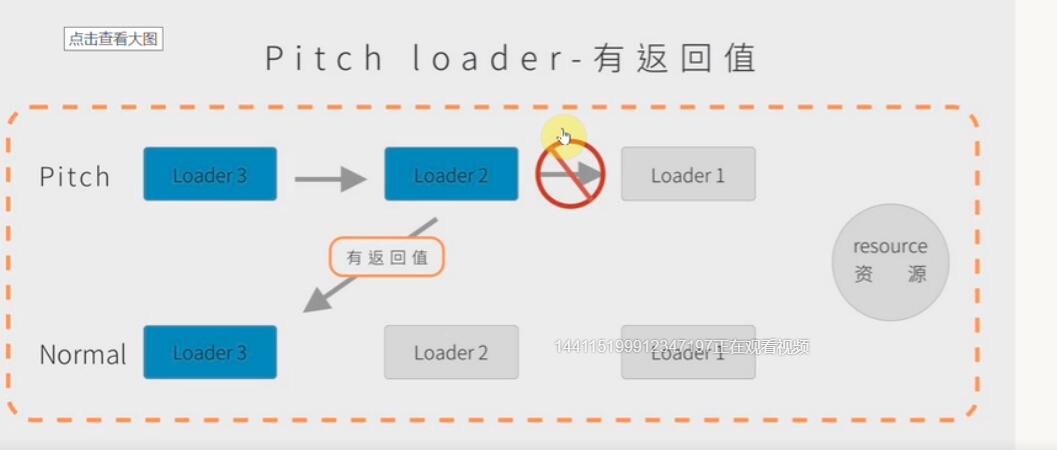 点击查看大图
Pitch loader-有返回值
Pitch
Loader 3
Loader 2
Loader 1
resource
资 源
有返回值
Normal
Loader 3
Loader 2
Loader 1
144115199912347197正在观看视频